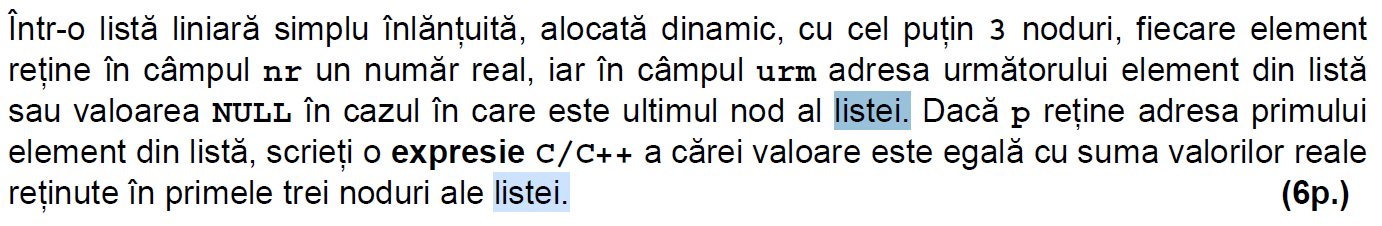 Într-o listă liniară simplu înlănțuită, alocată dinamic, cu cel puțin 3 noduri, fiecare element
reține în câmpul nr un număr real, iar în câmpul urm adresa următorului element din listă
sau valoarea NULL în cazul în care este ultimul nod al listei. Dacă p reține adresa primului
element din listă, scrieți o expresie C/C++ a cărei valoare este egală cu suma valorilor reale
reținute în primele trei noduri ale listei. (6p.)